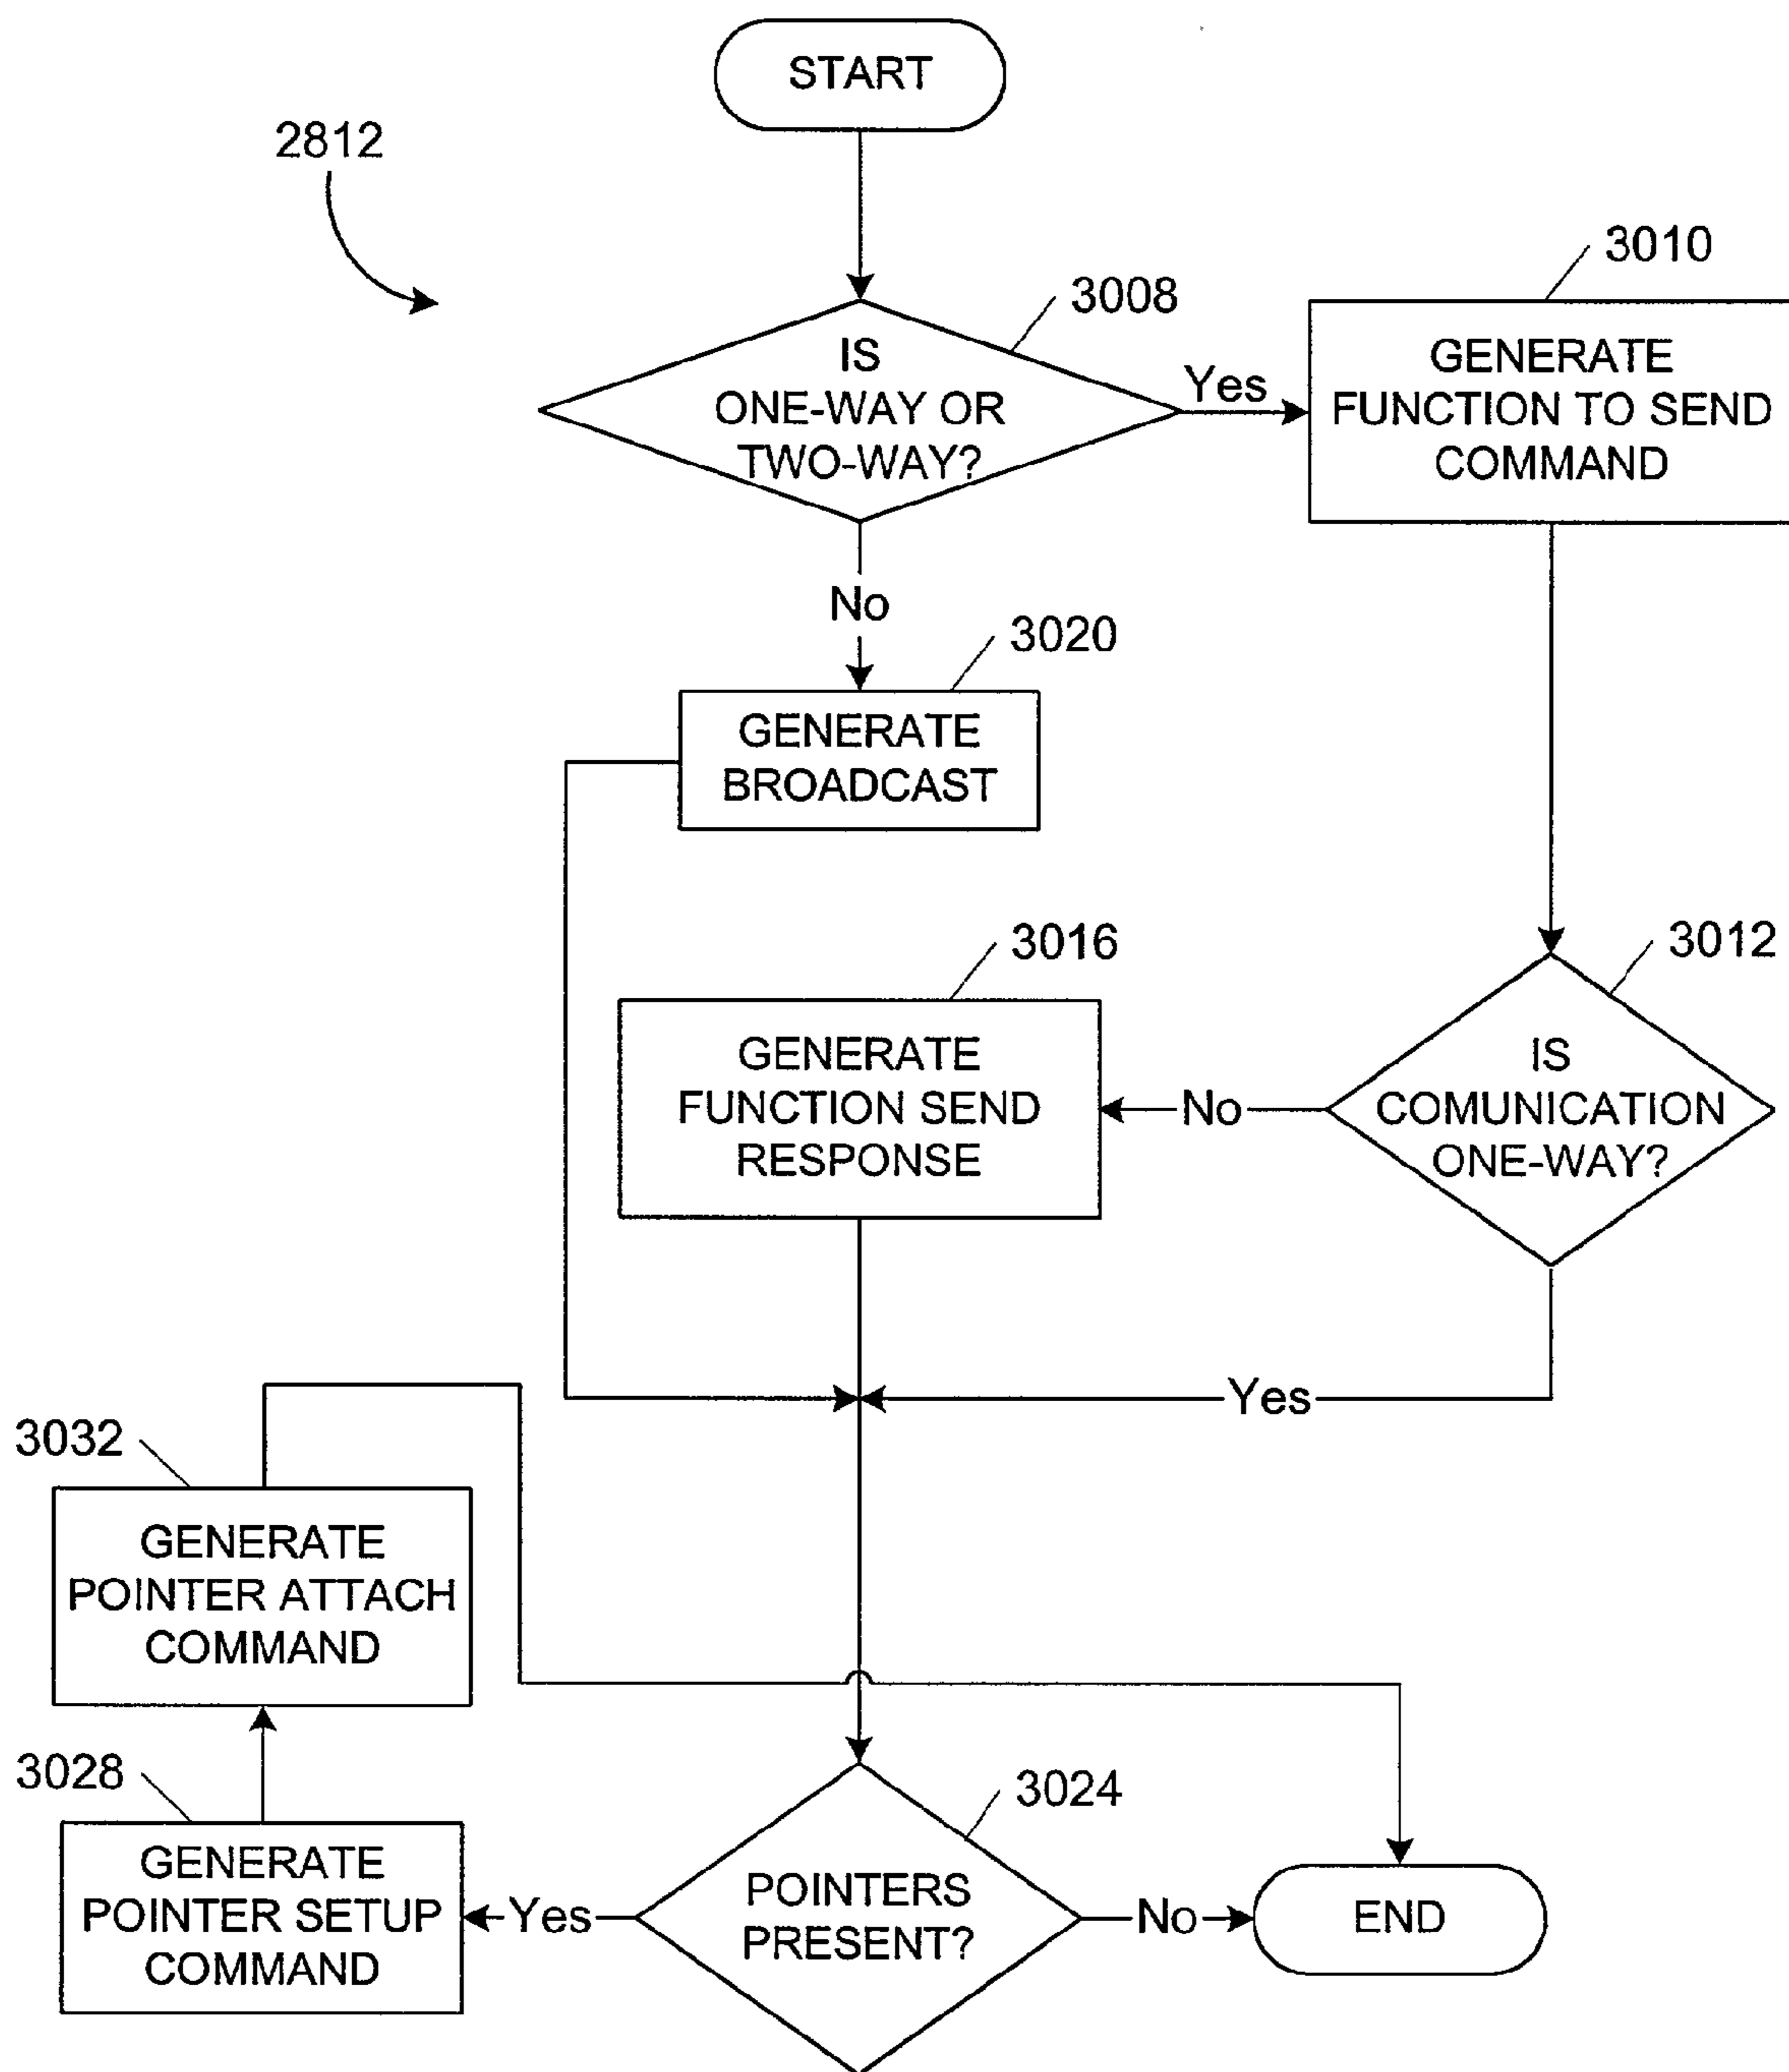 START
2812
3010
3008
IS
ONE-WAY OR
TWO-WAY?
Yes
GENERATE
FUNCTION TO SEND
COMMAND
No
3020
GENERATE
BROADCAST
3016
3012
GENERATE
FUNCTION SEND
RESPONSE
No
IS
COMUNICATION
ONE-WAY?
Yes
3032
GENERATE
POINTER ATTACH
COMMAND
3028
3024
GENERATE
POINTER SETUP
COMMAND
Yes
POINTERS
PRESENT?
No
END